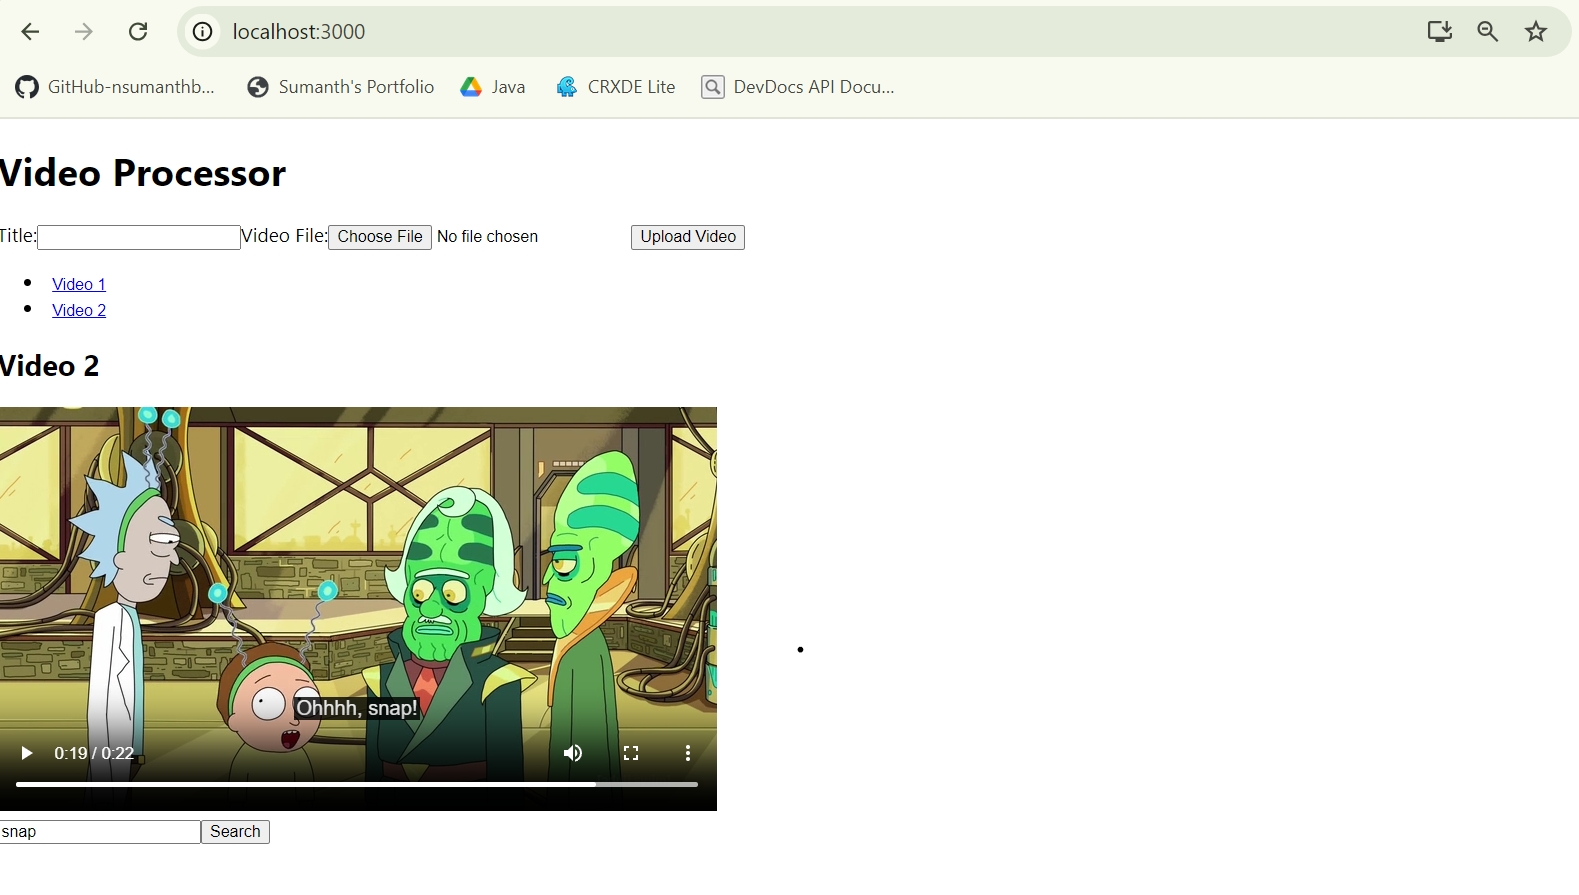 localhost:3000
GitHub-nsumanthb... Sumanth's Portfolio Java CRXDE Lite DevDocs API Docu...
Video Processor
Title: Video File: Choose File No file chosen Upload Video
Video 1
Video 2
Video 2
Ohhhh, snap!
0:19 / 0:22
snap Search